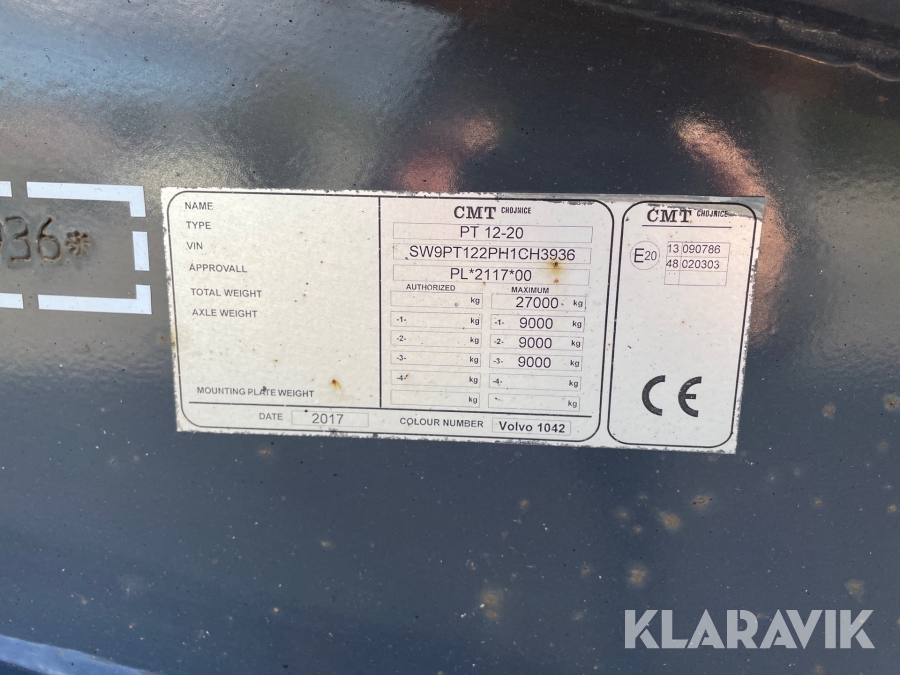 936*
NAME CMT CHOJNICE
TYPE PT 12-20
VIN SW9PT122PH1CH3936
APPROVALL PL*2117*00
AUTHORIZED MAXIMUM
TOTAL WEIGHT kg 27000 kg
AXLE WEIGHT -1- kg -1- 9000 kg
-2- kg -2- 9000 kg
-3- kg -3- 9000 kg
-4- kg -4- kg
MOUNTING PLATE WEIGHT kg kg
DATE 2017 COLOUR NUMBER Volvo 1042
CMT CHOJNICE
E20 13 090786
48 020303
CE
KLARAVIK